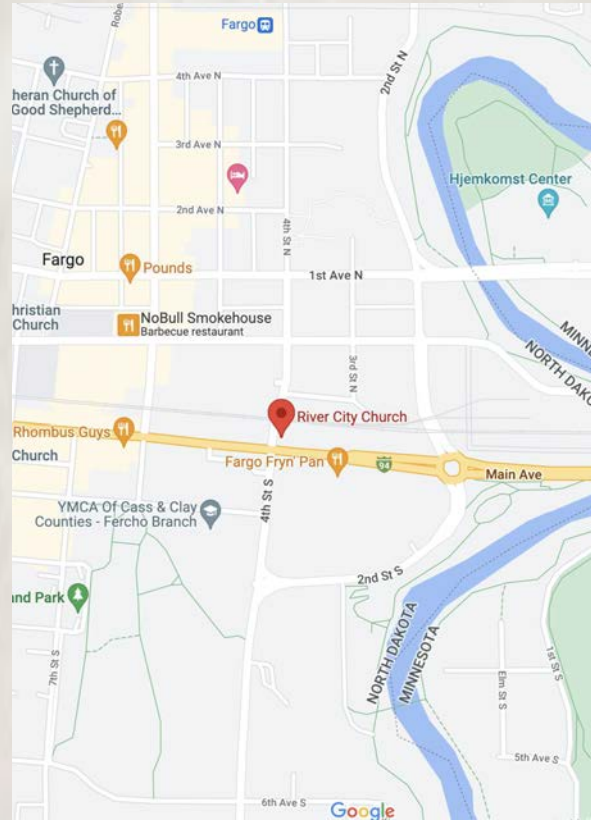 Rober
Fargo
2nd St N
4th Ave N
heran Church of
Good Shepherd...
3rd Ave N
Hjemkomst Center
2nd Ave N
4th St N
Fargo
Pounds
1st Ave N
hristian
Church
NoBull Smokehouse
Barbecue restaurant
3rd St N
MINNE
NORTH DAKO
River City Church
Rhombus Guys
Church
Fargo Fryn' Pan
94
Main Ave
YMCA Of Cass & Clay
Counties - Fercho Branch
4th St S
2nd St S
nd Park
7th St S
NORTH DAKOTA
MINNESOTA
Elm St S
1st St S
5th Ave S
6th Ave S
Google